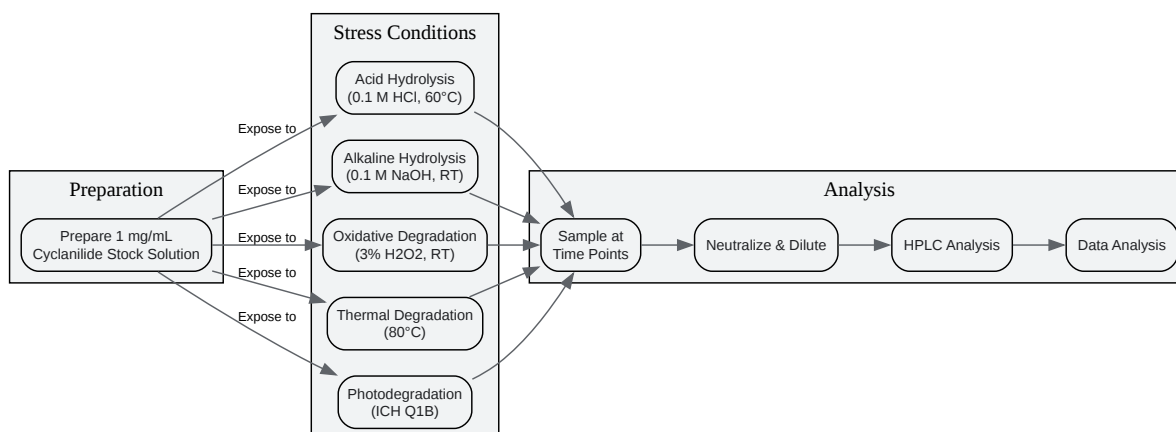 Preparation
Prepare 1 mg/mL
Cyclanilide Stock Solution
Expose to
Expose to
Expose to
Expose to
Expose to
Stress Conditions
Acid Hydrolysis
(0.1 M HCl, 60°C)
Alkaline Hydrolysis
(0.1 M NaOH, RT)
Oxidative Degradation
(3% H2O2, RT)
Thermal Degradation
(80°C)
Photodegradation
(ICH Q1B)
Analysis
Sample at
Time Points
Neutralize & Dilute
HPLC Analysis
Data Analysis